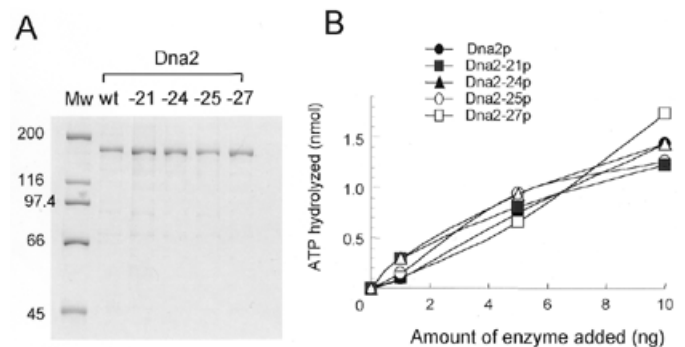 A
Dna2
Mw wt -21 -24 -25 -27
200
116
97.4
66
45
B
Dna2p
Dna2-21p
Dna2-24p
Dna2-25p
Dna2-27p
ATP hydrolyzed (nmol)
1.5
1.0
0.5
0 2 4 6 8 10
Amount of enzyme added (ng)